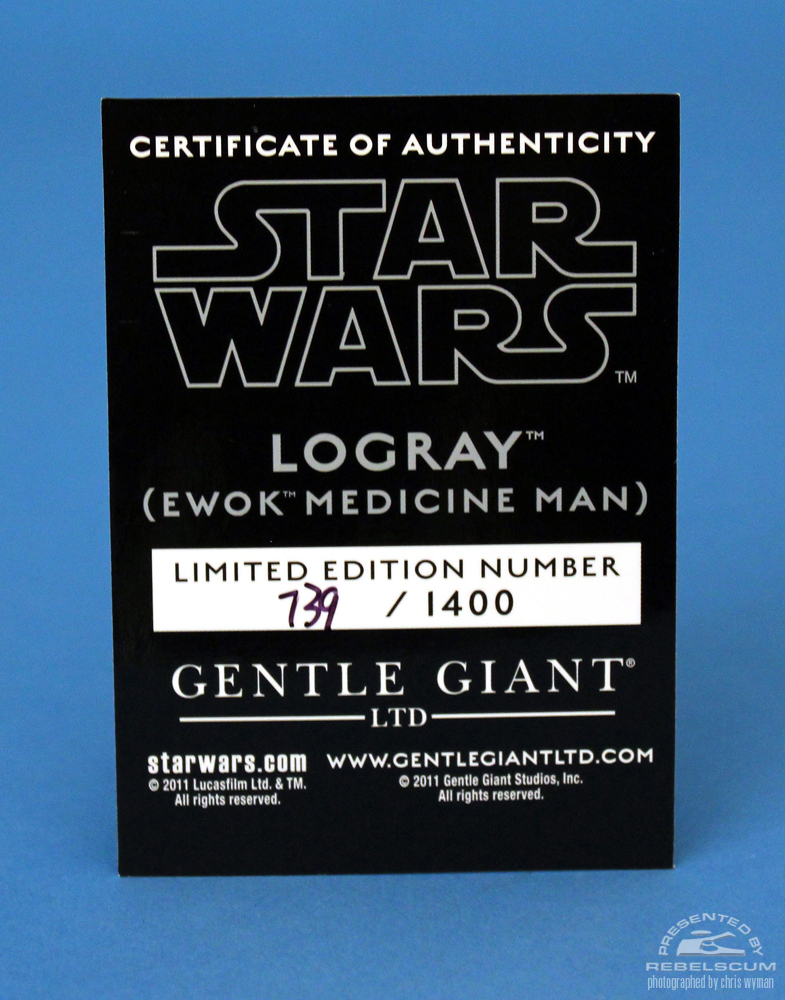 CERTIFICATE OF AUTHENTICITY
STAR
WARS™
LOGRAY™
(EWOK™ MEDICINE MAN)
LIMITED EDITION NUMBER
739 / 1400
GENTLE GIANT®
LTD
starwars.com WWW.GENTLEGIANTLTD.COM
© 2011 Lucasfilm Ltd. & TM. © 2011 Gentle Giant Studios, Inc.
All rights reserved. All rights reserved.
PRESENTED BY
REBELSCUM
photographed by chris wyman